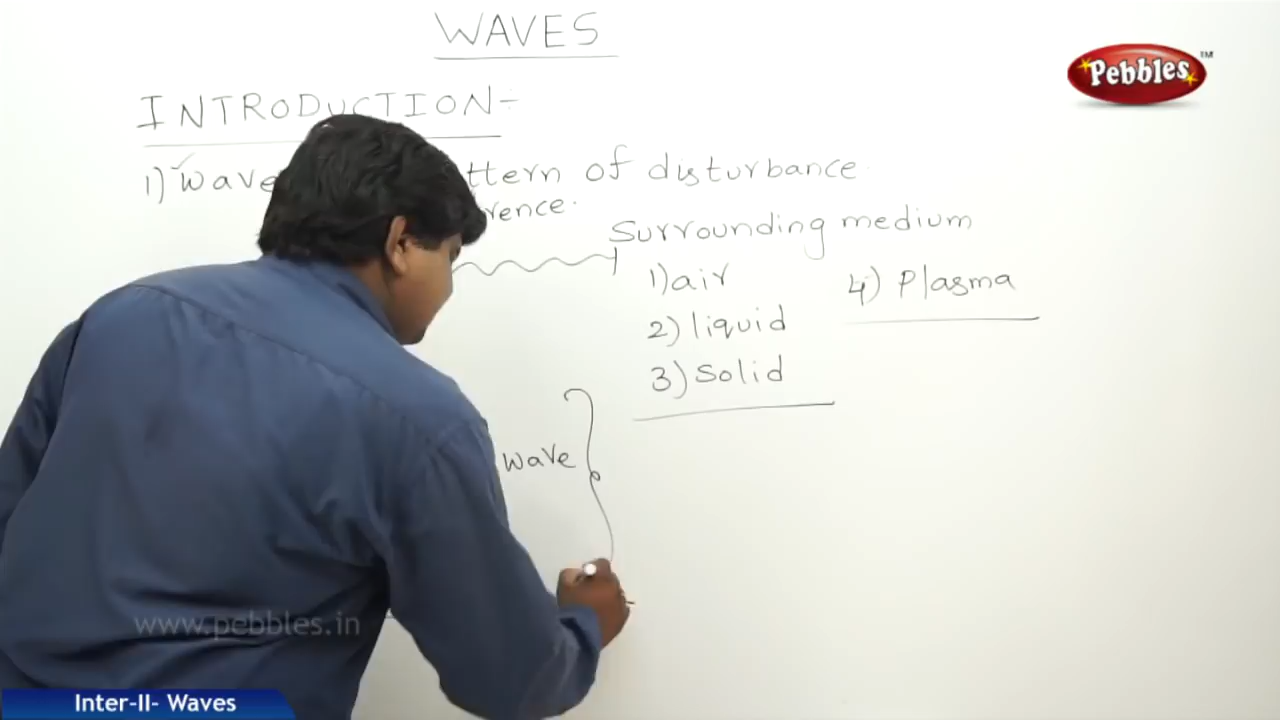 WAVES
Pebbles™
INTRODUCTION:-
1) Wave ttern of disturbance.
rence.
Surrounding medium
1) air
4) Plasma
2) liquid
3) Solid
wave
www.pebbles.in
Inter-II- Waves